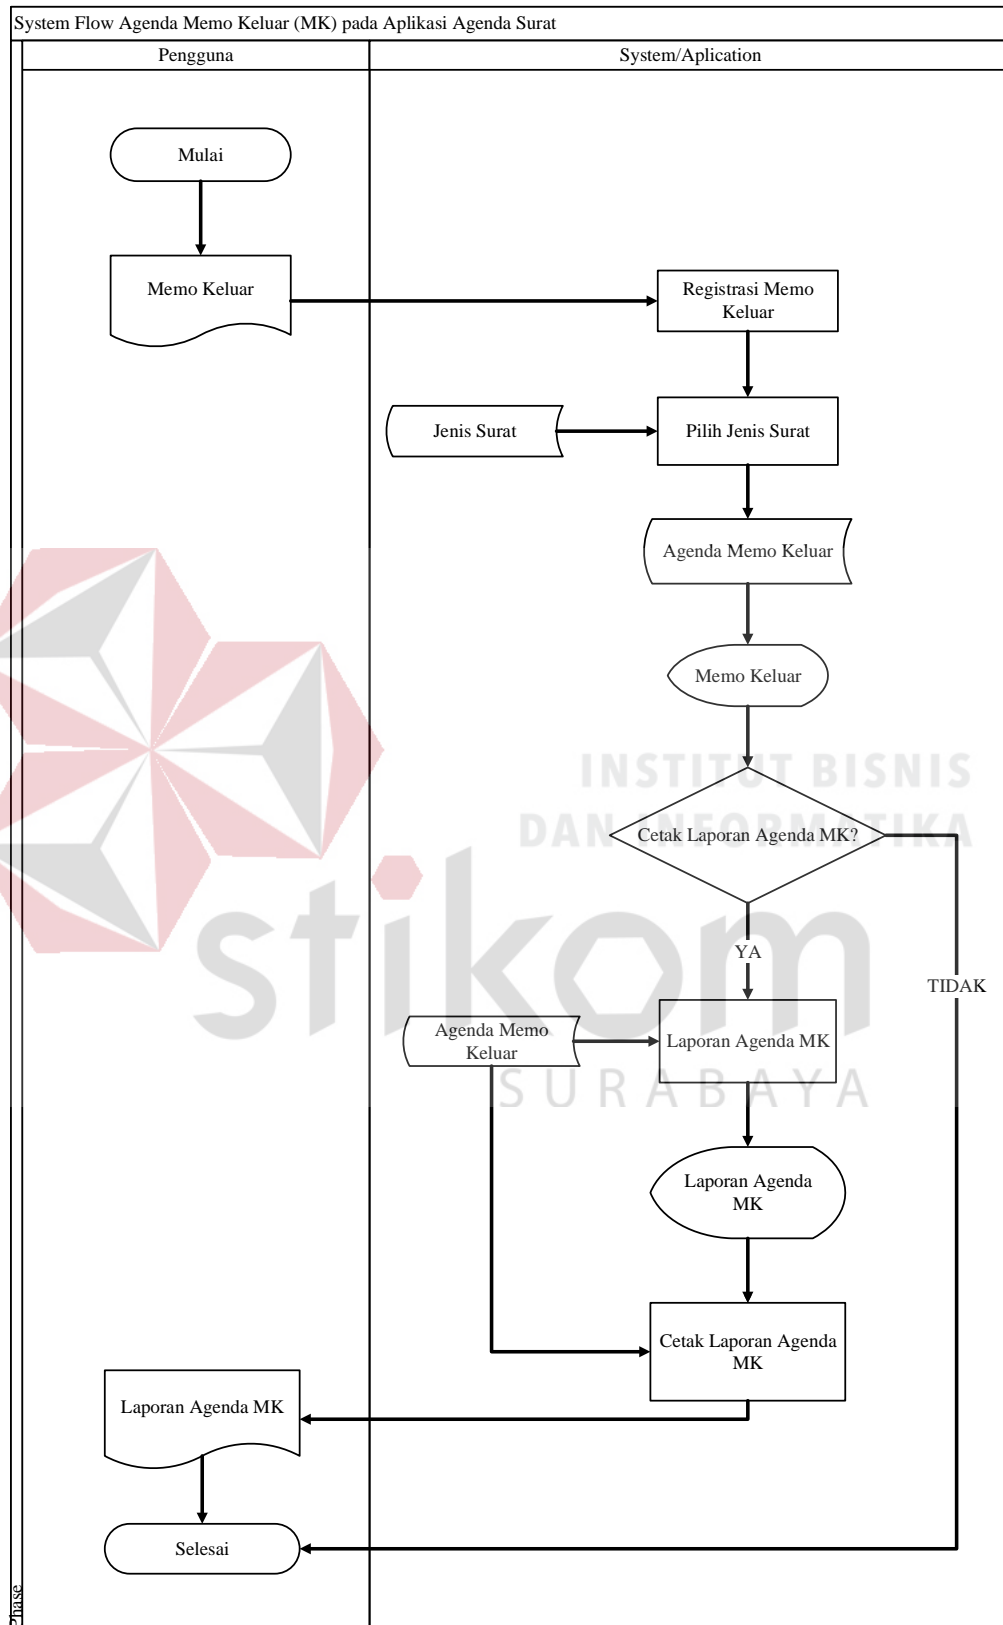 System Flow Agenda Memo Keluar (MK) pada Aplikasi Agenda Surat
Pengguna
System/Aplication
Mulai
Memo Keluar
Registrasi Memo
Keluar
Jenis Surat
Pilih Jenis Surat
Agenda Memo Keluar
Memo Keluar
INSTITUT BISNIS
DAN INFORMATIKA
Cetak Laporan Agenda MK?
stikom
YA
TIDAK
Agenda Memo
Keluar
Laporan Agenda MK
SURABAYA
Laporan Agenda
MK
Cetak Laporan Agenda
MK
Laporan Agenda MK
Selesai
Phase